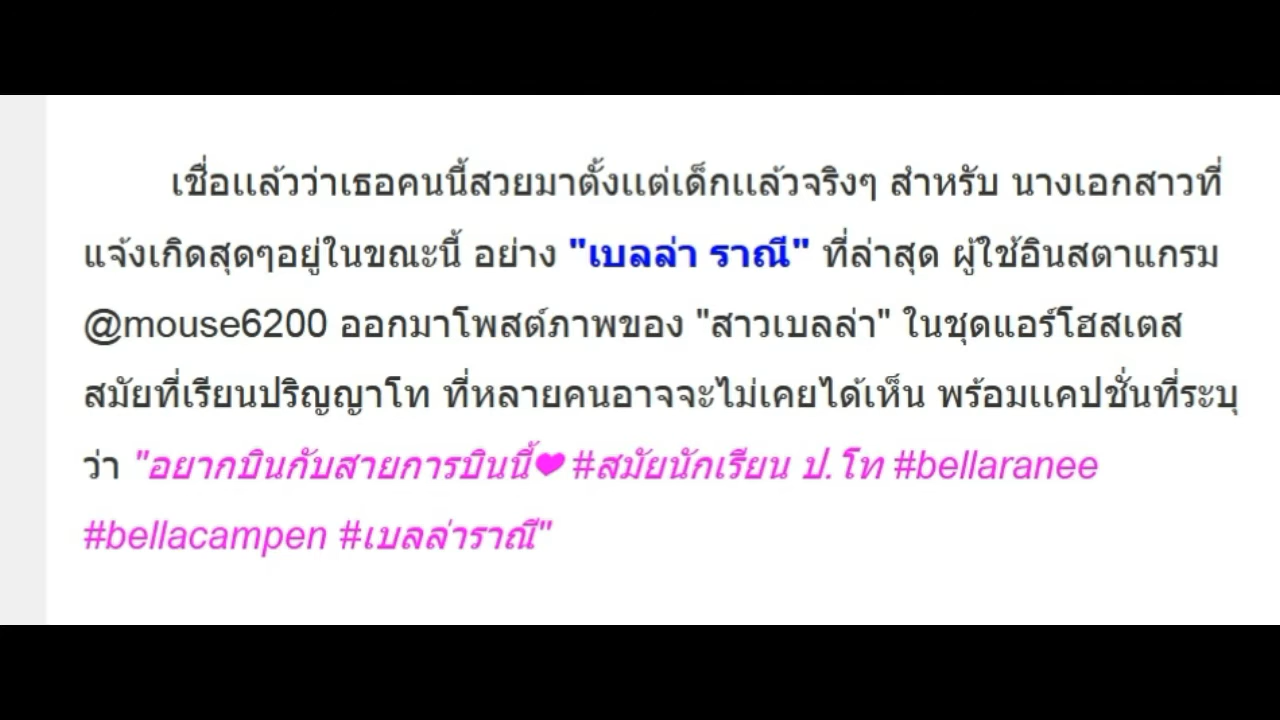 เชื่อแล้วว่าเธอคนนี้สวยมาตั้งแต่เด็กแล้วจริงๆ สำหรับ นางเอกสาวที่
แจ้งเกิดสุดๆอยู่ในขณะนี้ อย่าง "เบลล่า ราณี" ที่ล่าสุด ผู้ใช้อินสตาแกรม
@mouse6200 ออกมาโพสต์ภาพของ "สาวเบลล่า" ในชุดแอร์โฮสเตส
สมัยที่เรียนปริญญาโท ที่หลายคนอาจจะไม่เคยได้เห็น พร้อมแคปชั่นที่ระบุ
ว่า "อยากบินกับสายการบินนี้❤ #สมัยนักเรียน ป.โท #bellaranee
#bellacampen #เบลล่าราณี"